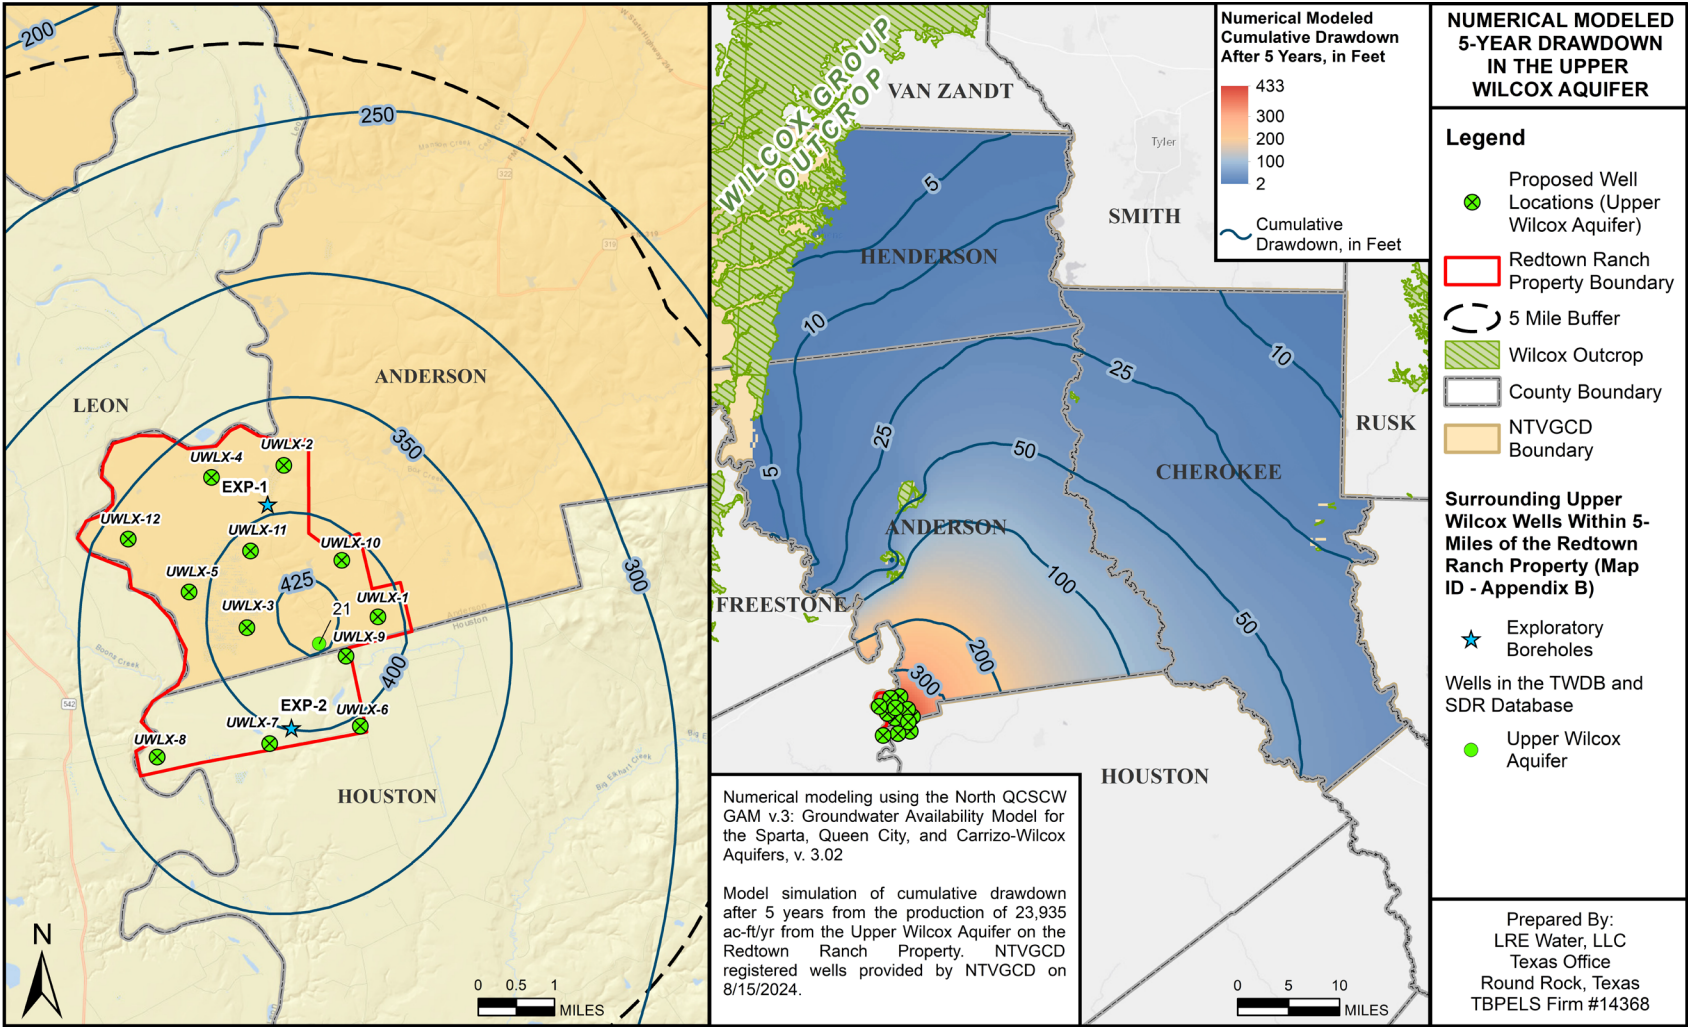 200
250
322
319
542
ANDERSON
LEON
350
300
UWLX-2
UWLX-4
EXP-1
UWLX-12
UWLX-11
UWLX-10
UWLX-5
425
UWLX-3
21
UWLX-1
UWLX-9
400
Anderson
Houston
Boons Creek
EXP-2
UWLX-7
UWLX-6
UWLX-8
HOUSTON
Big Elkhart Creek
N
0 0.5 1
MILES
WILCOX GROUP
OUTCROP
VAN ZANDT
Tyler
SMITH
HENDERSON
5
10
10
25
25
RUSK
50
5
CHEROKEE
ANDERSON
100
FREESTONE
50
200
300
HOUSTON
0 5 10
MILES
Numerical Modeled
Cumulative Drawdown
After 5 Years, in Feet
433
300
200
100
2
Cumulative
Drawdown, in Feet
Numerical modeling using the North QCSCW
GAM v.3: Groundwater Availability Model for
the Sparta, Queen City, and Carrizo-Wilcox
Aquifers, v. 3.02
Model simulation of cumulative drawdown
after 5 years from the production of 23,935
ac-ft/yr from the Upper Wilcox Aquifer on the
Redtown Ranch Property. NTVGCD
registered wells provided by NTVGCD on
8/15/2024.
NUMERICAL MODELED
5-YEAR DRAWDOWN
IN THE UPPER
WILCOX AQUIFER
Legend
Proposed Well
Locations (Upper
Wilcox Aquifer)
Redtown Ranch
Property Boundary
5 Mile Buffer
Wilcox Outcrop
County Boundary
NTVGCD
Boundary
Surrounding Upper
Wilcox Wells Within 5-
Miles of the Redtown
Ranch Property (Map
ID - Appendix B)
Exploratory
Boreholes
Wells in the TWDB and
SDR Database
Upper Wilcox
Aquifer
Prepared By:
LRE Water, LLC
Texas Office
Round Rock, Texas
TBPELS Firm #14368